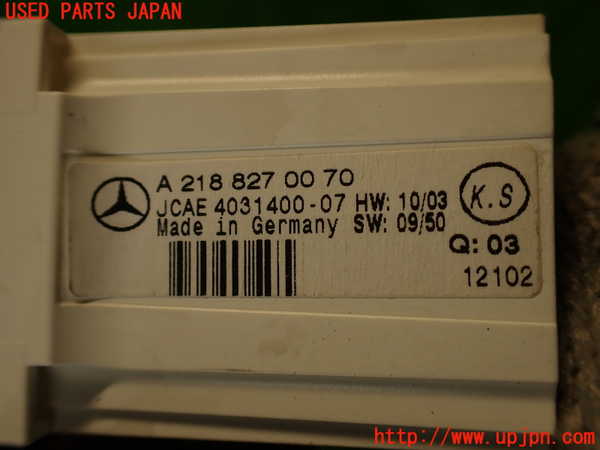 USED PARTS JAPAN
A 218 827 00 70
JCAE 4031400-07 HW: 10/03
Made in Germany SW: 09/50
K.S
Q: 03
12102
http://www.upjpn.com/